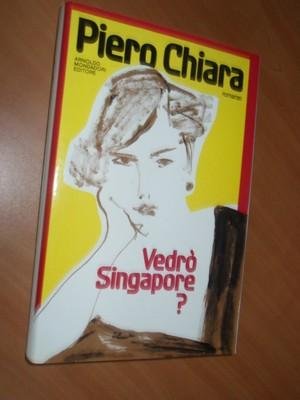 Piero Chiara
ARNOLDO
MONDADORI
EDITORE
romanzo
Vedrò
Singapore
?